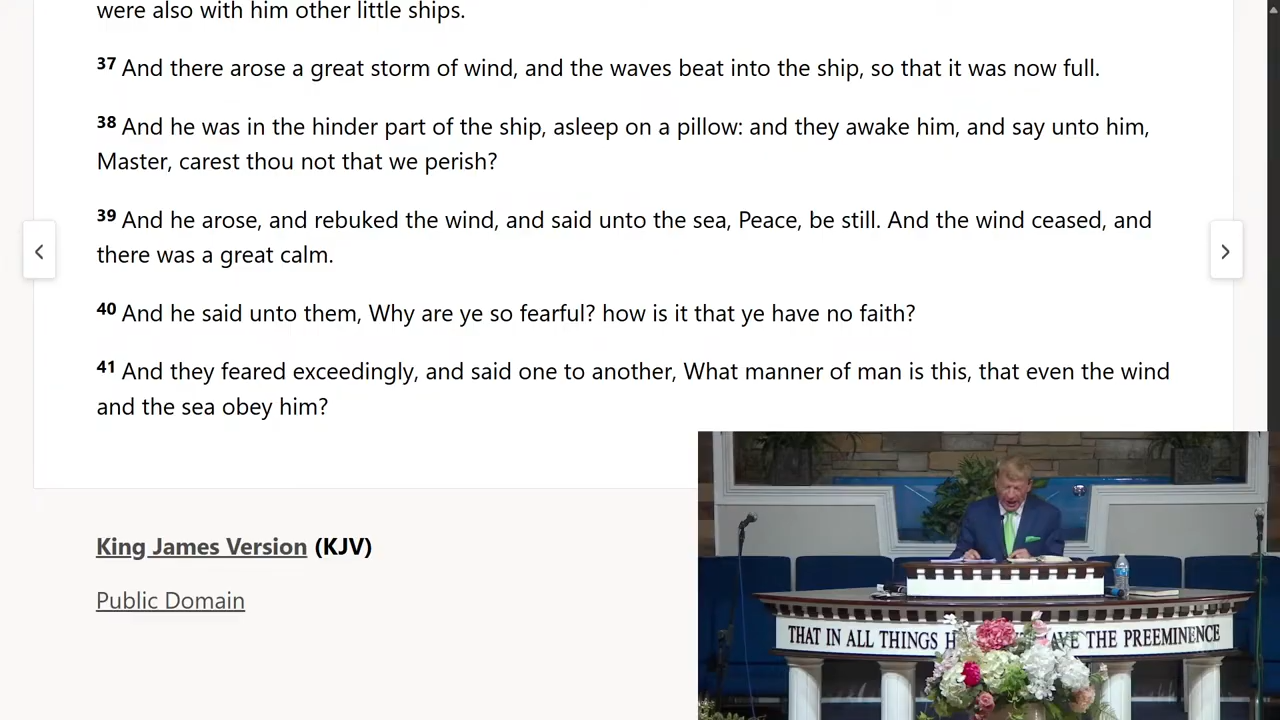 were also with him other little ships.
37 And there arose a great storm of wind, and the waves beat into the ship, so that it was now full.
38 And he was in the hinder part of the ship, asleep on a pillow: and they awake him, and say unto him,
Master, carest thou not that we perish?
39 And he arose, and rebuked the wind, and said unto the sea, Peace, be still. And the wind ceased, and
there was a great calm.
40 And he said unto them, Why are ye so fearful? how is it that ye have no faith?
41 And they feared exceedingly, and said one to another, What manner of man is this, that even the wind
and the sea obey him?
King James Version (KJV)
Public Domain
THAT IN ALL THINGS H AVE THE PREEMINENCE